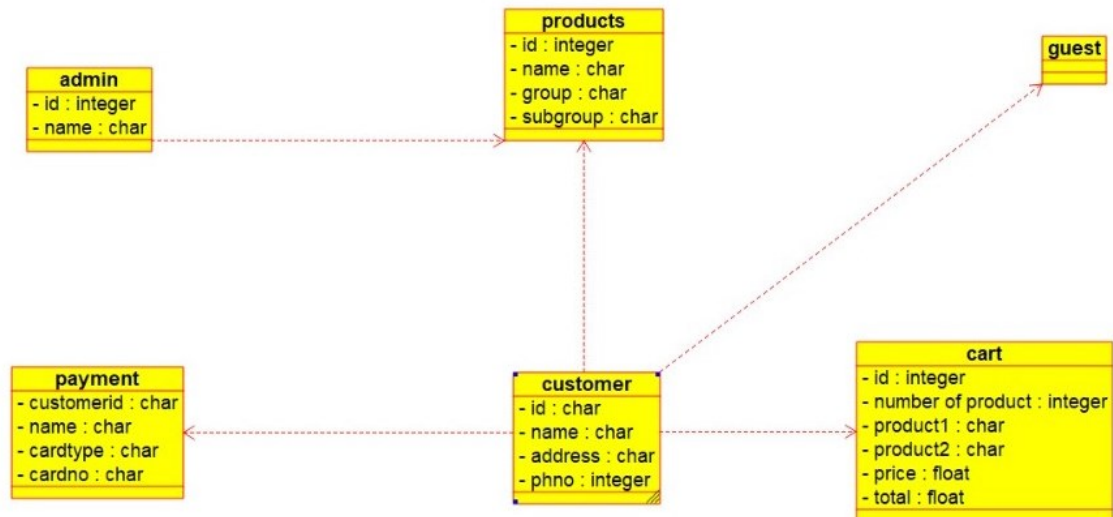 products
- id : integer
- name : char
- group : char
- subgroup : char
guest
admin
- id : integer
- name : char
payment
- customerid : char
- name : char
- cardtype : char
- cardno : char
customer
- id : char
- name : char
- address : char
- phno : integer
cart
- id : integer
- number of product : integer
- product1 : char
- product2 : char
- price : float
- total : float